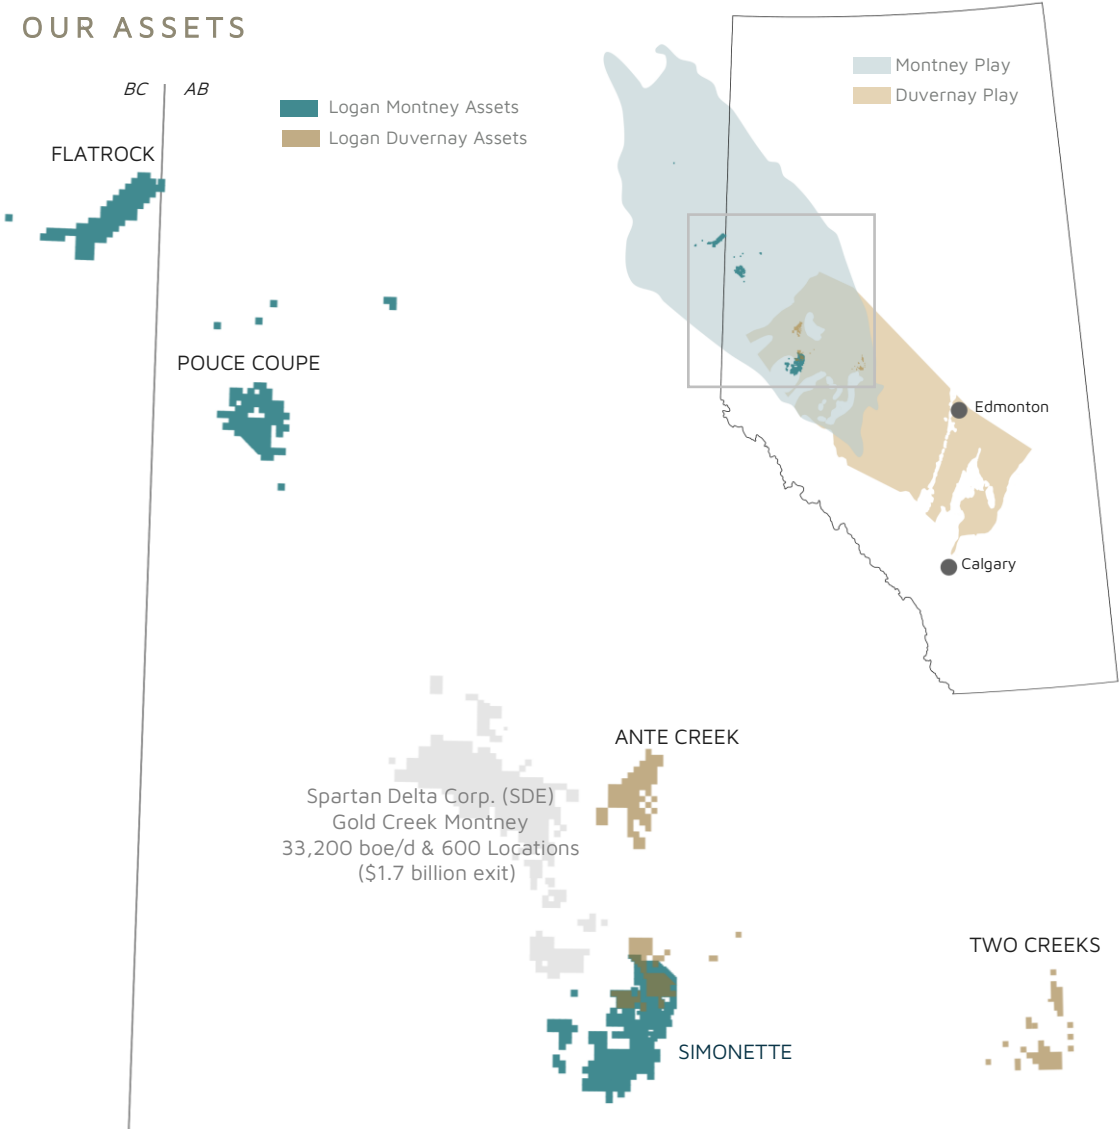 OUR ASSETS
BC
AB
Logan Montney Assets
Logan Duvernay Assets
Montney Play
Duvernay Play
FLATROCK
POUCE COUPE
Edmonton
Calgary
ANTE CREEK
Spartan Delta Corp. (SDE)
Gold Creek Montney
33,200 boe/d & 600 Locations
($1.7 billion exit)
TWO CREEKS
SIMONETTE